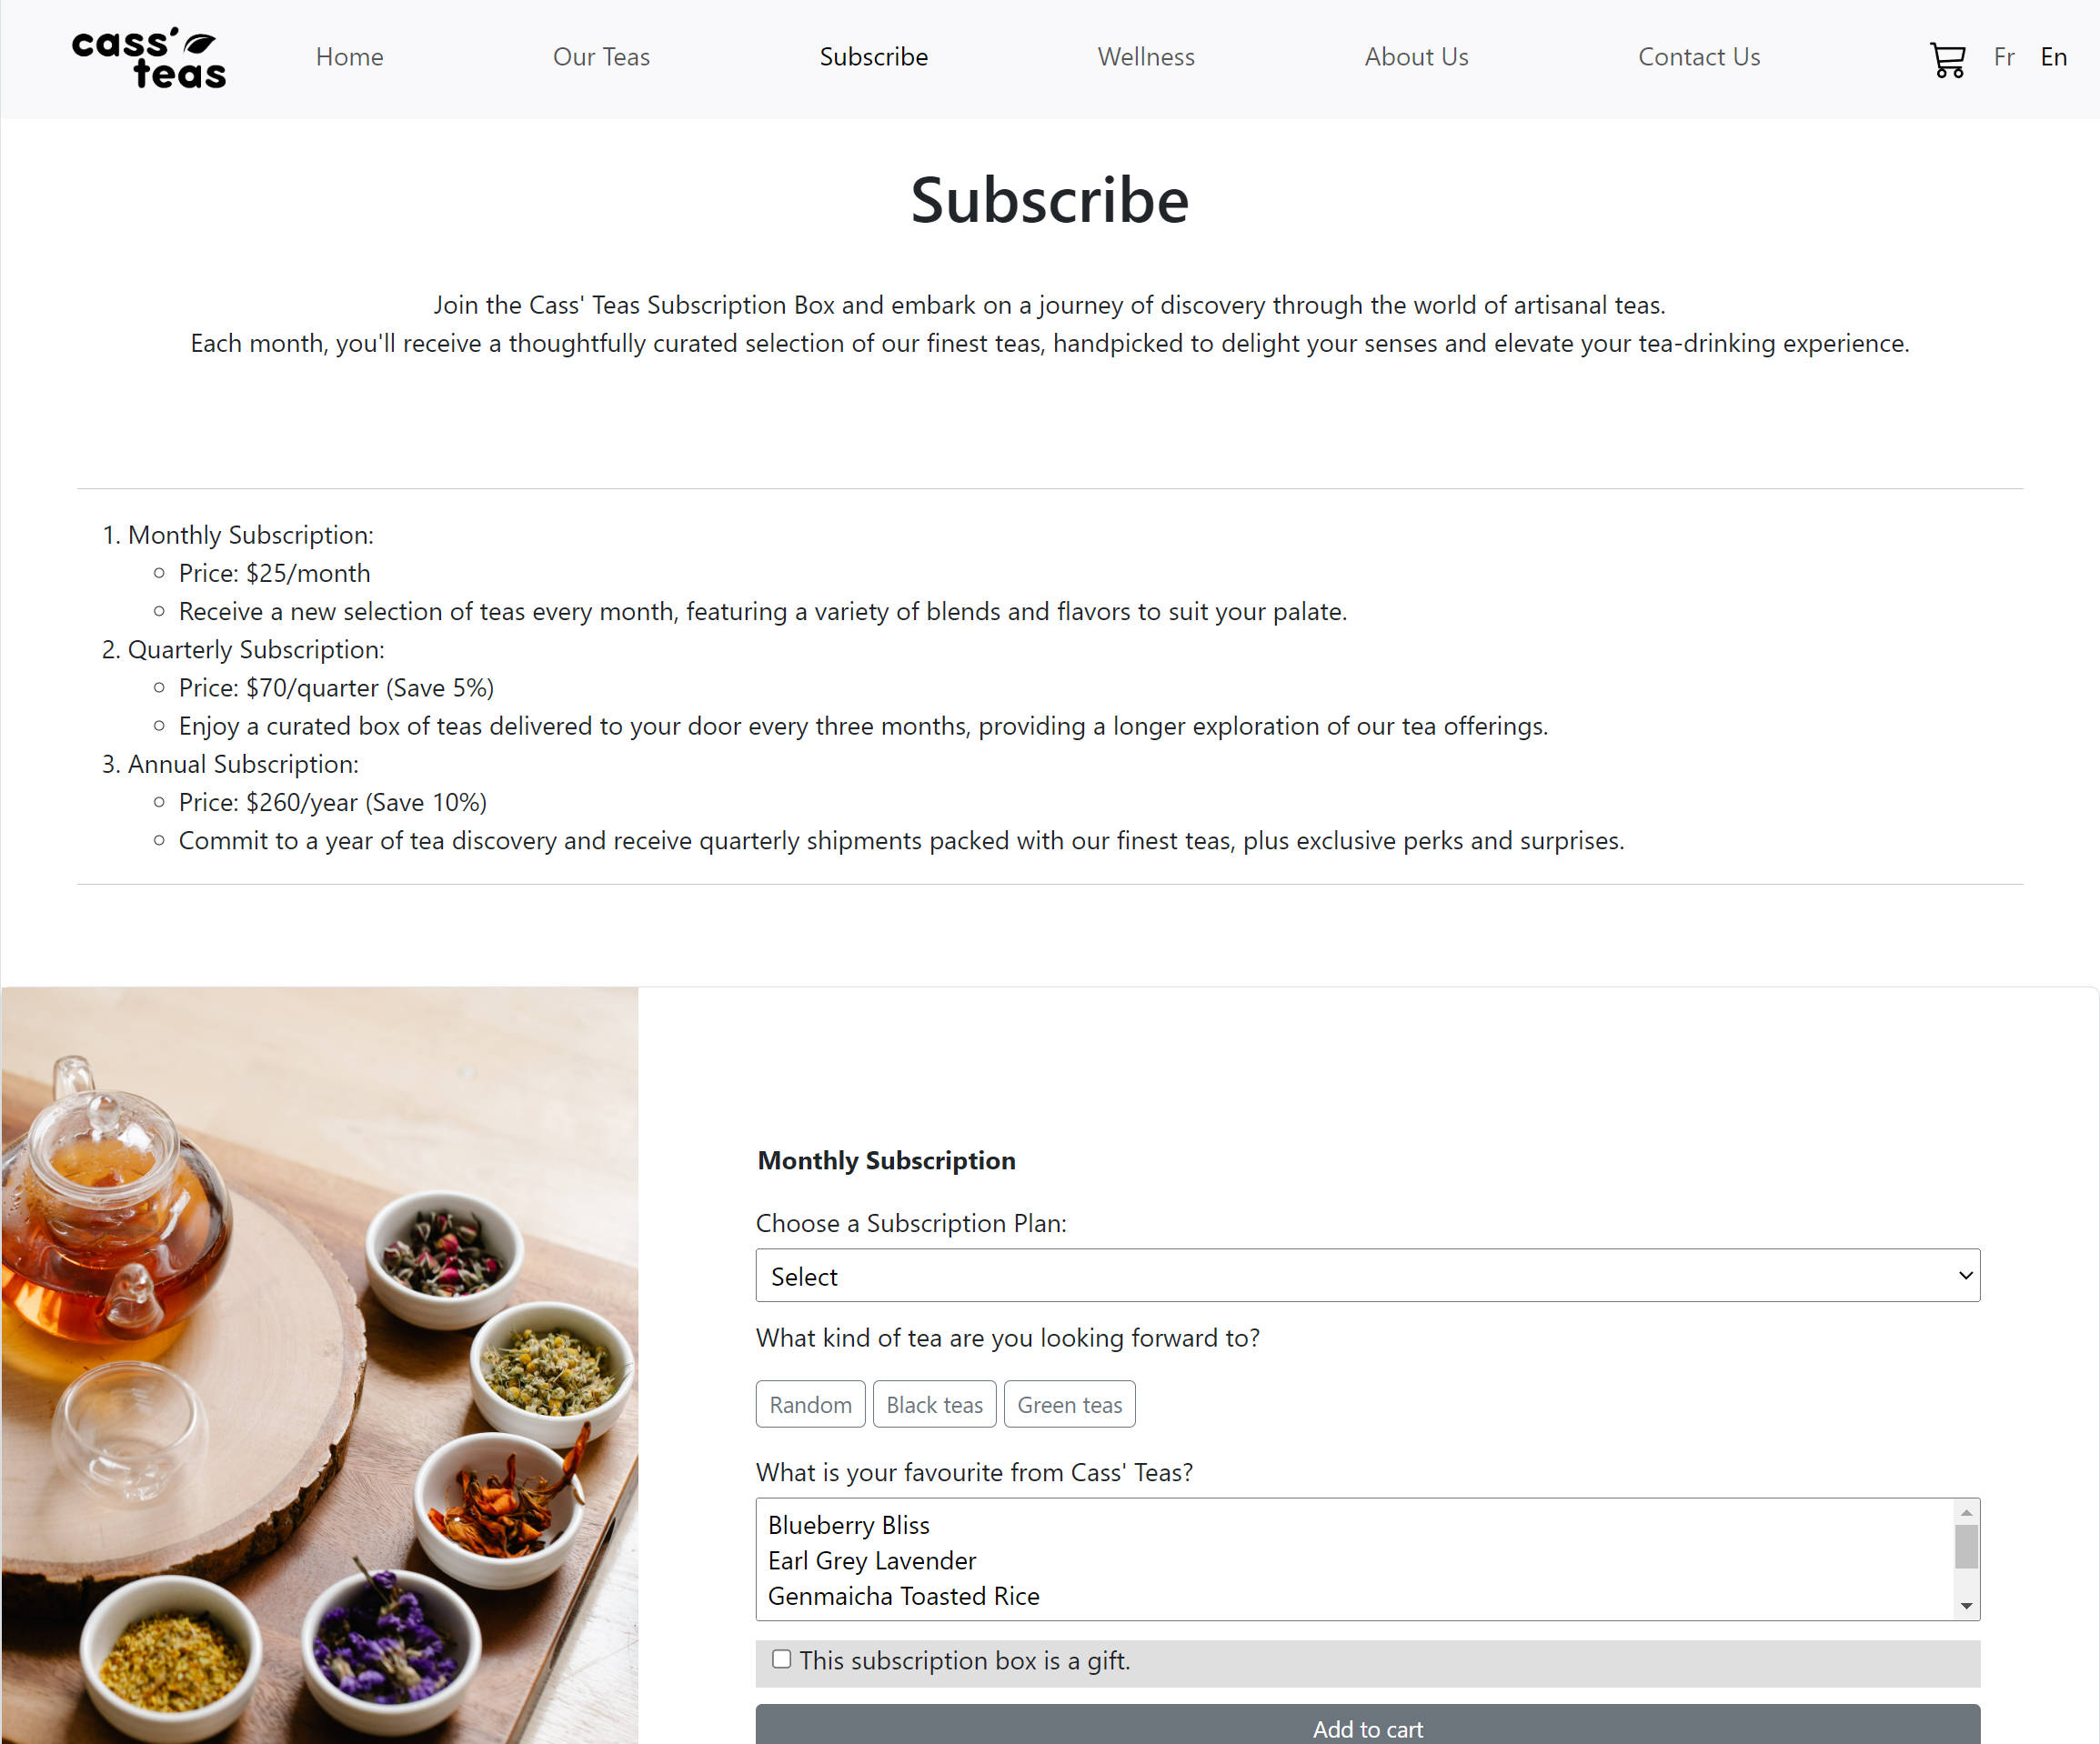 cass'
teas
Home
Our Teas
Subscribe
Wellness
About Us
Contact Us
Fr
En
Subscribe
Join the Cass' Teas Subscription Box and embark on a journey of discovery through the world of artisanal teas.
Each month, you'll receive a thoughtfully curated selection of our finest teas, handpicked to delight your senses and elevate your tea-drinking experience.
1. Monthly Subscription:
Price: $25/month
Receive a new selection of teas every month, featuring a variety of blends and flavors to suit your palate.
2. Quarterly Subscription:
Price: $70/quarter (Save 5%)
Enjoy a curated box of teas delivered to your door every three months, providing a longer exploration of our tea offerings.
3. Annual Subscription:
Price: $260/year (Save 10%)
Commit to a year of tea discovery and receive quarterly shipments packed with our finest teas, plus exclusive perks and surprises.
Monthly Subscription
Choose a Subscription Plan:
Select
What kind of tea are you looking forward to?
Random
Black teas
Green teas
What is your favourite from Cass' Teas?
Blueberry Bliss
Earl Grey Lavender
Genmaicha Toasted Rice
This subscription box is a gift.
Add to cart